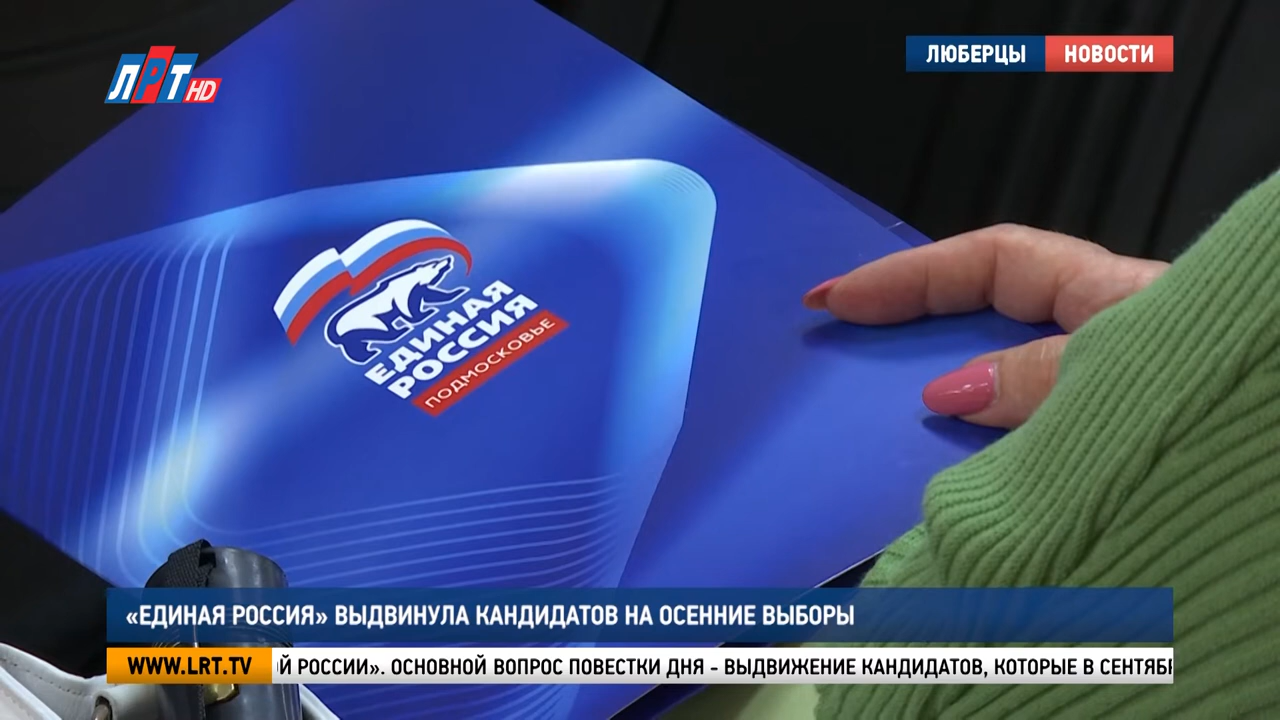 ЛРТ HD
ЛЮБЕРЦЫ НОВОСТИ
ЕДИНАЯ
РОССИЯ
ПОДМОСКОВЬЕ
«ЕДИНАЯ РОССИЯ» ВЫДВИНУЛА КАНДИДАТОВ НА ОСЕННИЕ ВЫБОРЫ
WWW.LRT.TV
РОССИИ». ОСНОВНОЙ ВОПРОС ПОВЕСТКИ ДНЯ - ВЫДВИЖЕНИЕ КАНДИДАТОВ, КОТОРЫЕ В